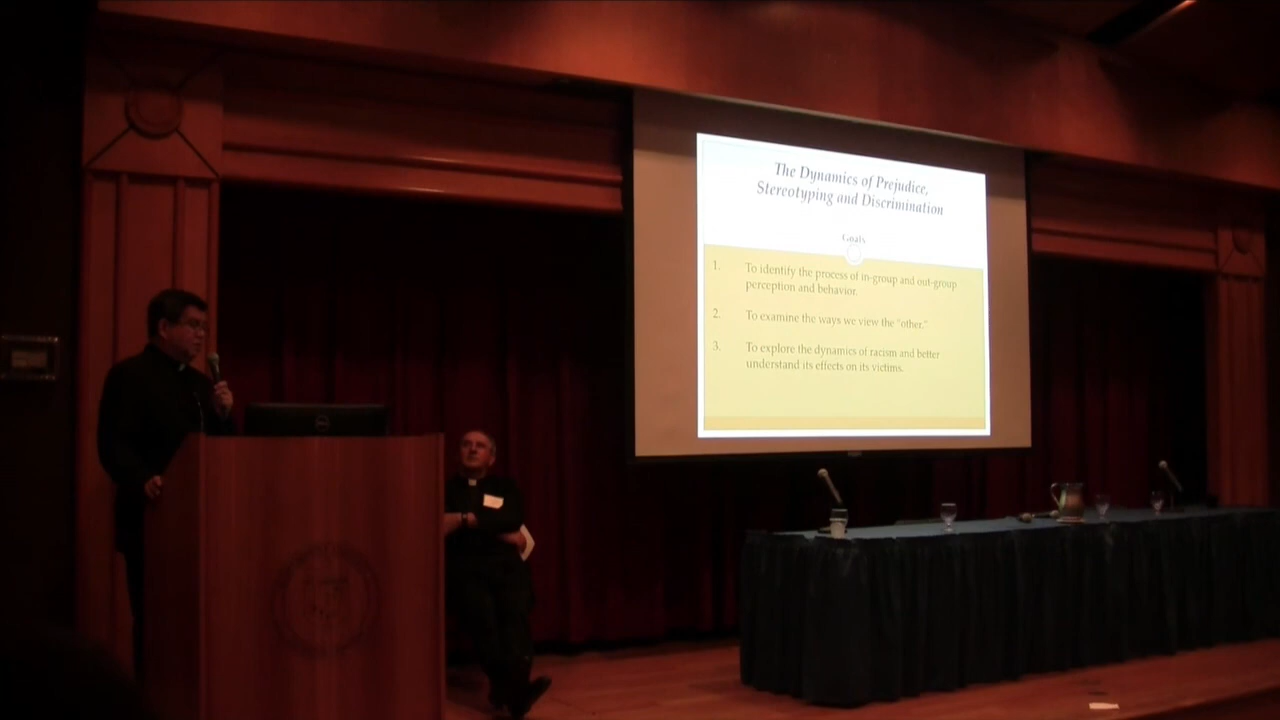 The Dynamics of Prejudice,
Stereotyping and Discrimination
Goals
1. To identify the process of in-group and out-group
perception and behavior.
2. To examine the ways we view the "other."
3. To explore the dynamics of racism and better
understand its effects on its victims.
DELL